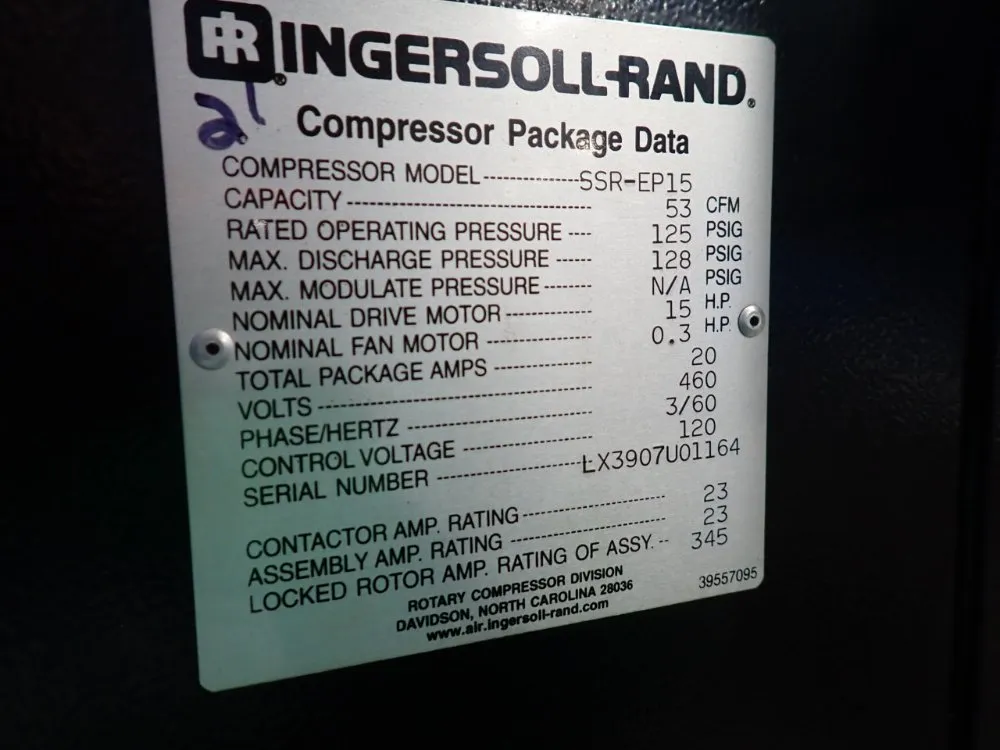 IR INGERSOLL-RAND®
21
Compressor Package Data
COMPRESSOR MODEL--------------SSR-EP15
CAPACITY ------------------------------------ 53 CFM
RATED OPERATING PRESSURE ---- 125 PSIG
MAX. DISCHARGE PRESSURE ------ 128 PSIG
MAX. MODULATE PRESSURE-------- N/A PSIG
NOMINAL DRIVE MOTOR------------- 15 H.P.
NOMINAL FAN MOTOR --------------- 0.3 H.P.
TOTAL PACKAGE AMPS -------------- 20
VOLTS ---------------------------------------- 460
PHASE/HERTZ --------------------------- 3/60
CONTROL VOLTAGE ------------------- 120
SERIAL NUMBER ----------------------LX3907U01164
CONTACTOR AMP. RATING--------------------- 23
ASSEMBLY AMP. RATING ----------------------- 23
LOCKED ROTOR AMP. RATING OF ASSY. -- 345
ROTARY COMPRESSOR DIVISION
DAVIDSON, NORTH CAROLINA 28036
www.air.ingersoll-rand.com
39557095